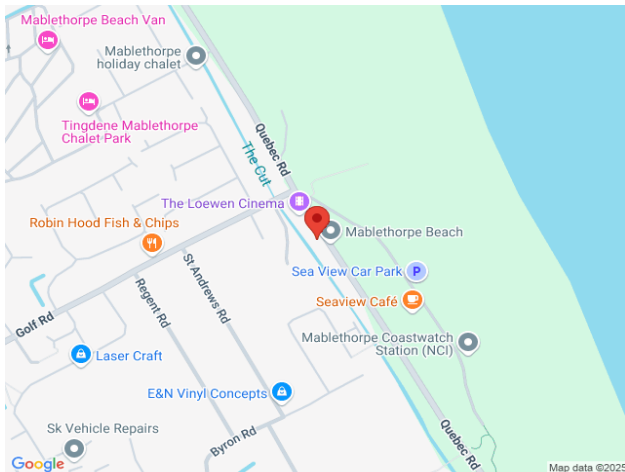 Mablethorpe Beach Van
Mablethorpe
holiday chalet
Tingdene Mablethorpe
Chalet Park
Quebec Rd
The Cut
The Loewen Cinema
Robin Hood Fish & Chips
Mablethorpe Beach
Sea View Car Park
P
Seaview Café
St Andrews Rd
Regent Rd
Golf Rd
Mablethorpe Coastwatch
Station (NCI)
Laser Craft
E&N Vinyl Concepts
Sk Vehicle Repairs
Byron Rd
Quebec Rd
Google
Map data ©2025